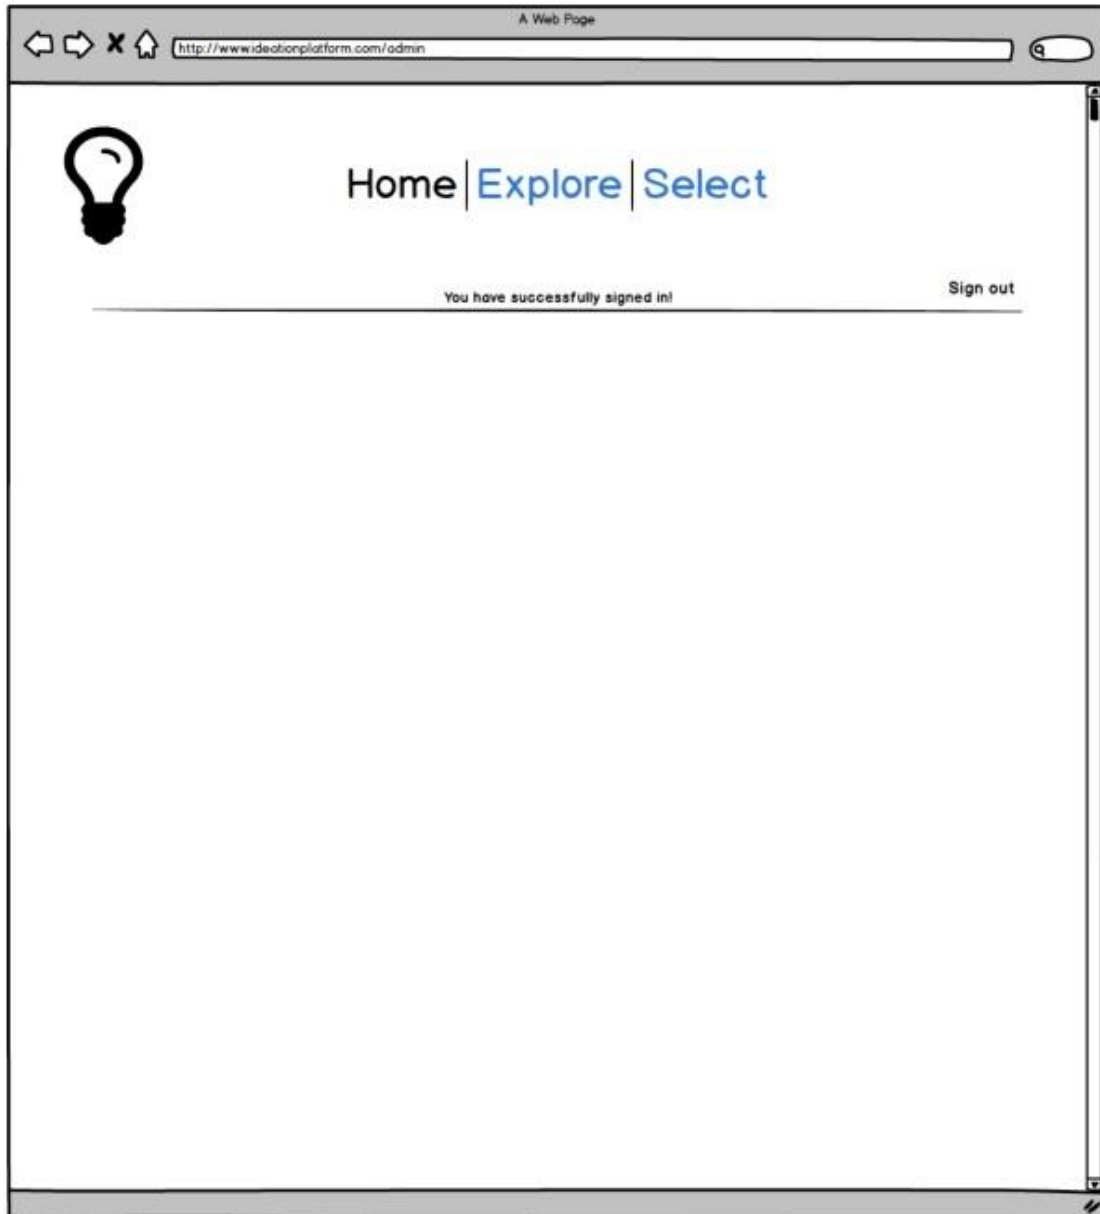 A Web Page
http://www.ideationplatform.com/admin
Home Explore Select
You have successfully signed in!
Sign out